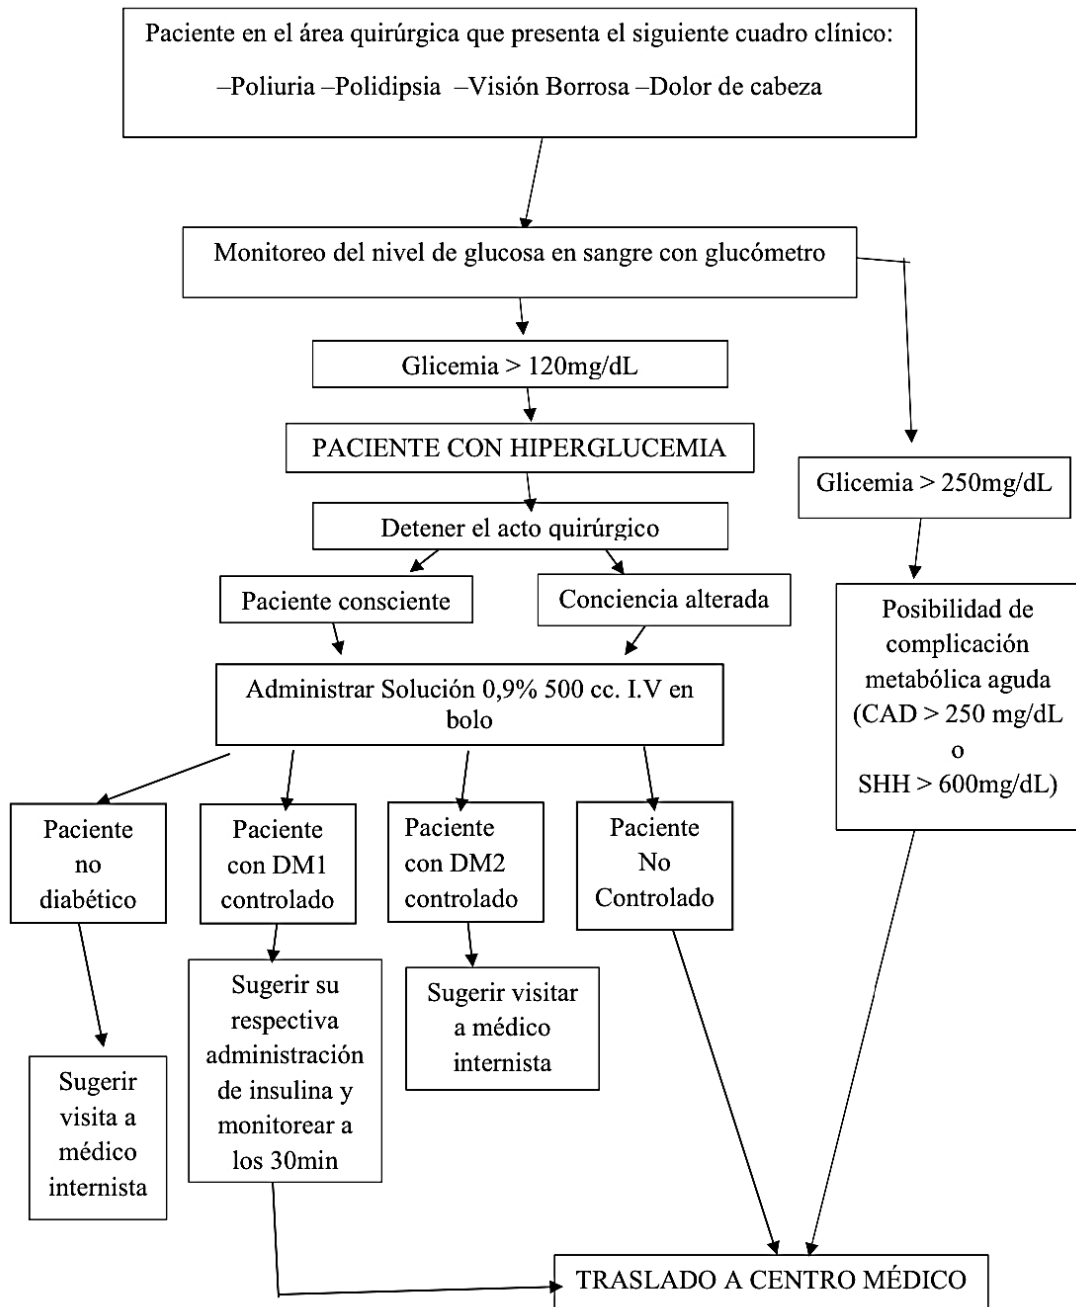 Paciente en el área quirúrgica que presenta el siguiente cuadro clínico:
–Poliuria –Polidipsia –Visión Borrosa –Dolor de cabeza
Monitoreo del nivel de glucosa en sangre con glucómetro
Glicemia > 120mg/dL
PACIENTE CON HIPERGLUCEMIA
Detener el acto quirúrgico
Paciente consciente
Conciencia alterada
Administrar Solución 0,9% 500 cc. I.V en
bolo
Glicemia > 250mg/dL
Posibilidad de
complicación
metabólica aguda
(CAD > 250 mg/dL
o
SHH > 600mg/dL)
Paciente
no
diabético
Paciente
con DM1
controlado
Paciente
con DM2
controlado
Paciente
No
Controlado
Sugerir
visita a
médico
internista
Sugerir su
respectiva
administración
de insulina y
monitorear a
los 30min
Sugerir visitar
a médico
internista
TRASLADO A CENTRO MÉDICO